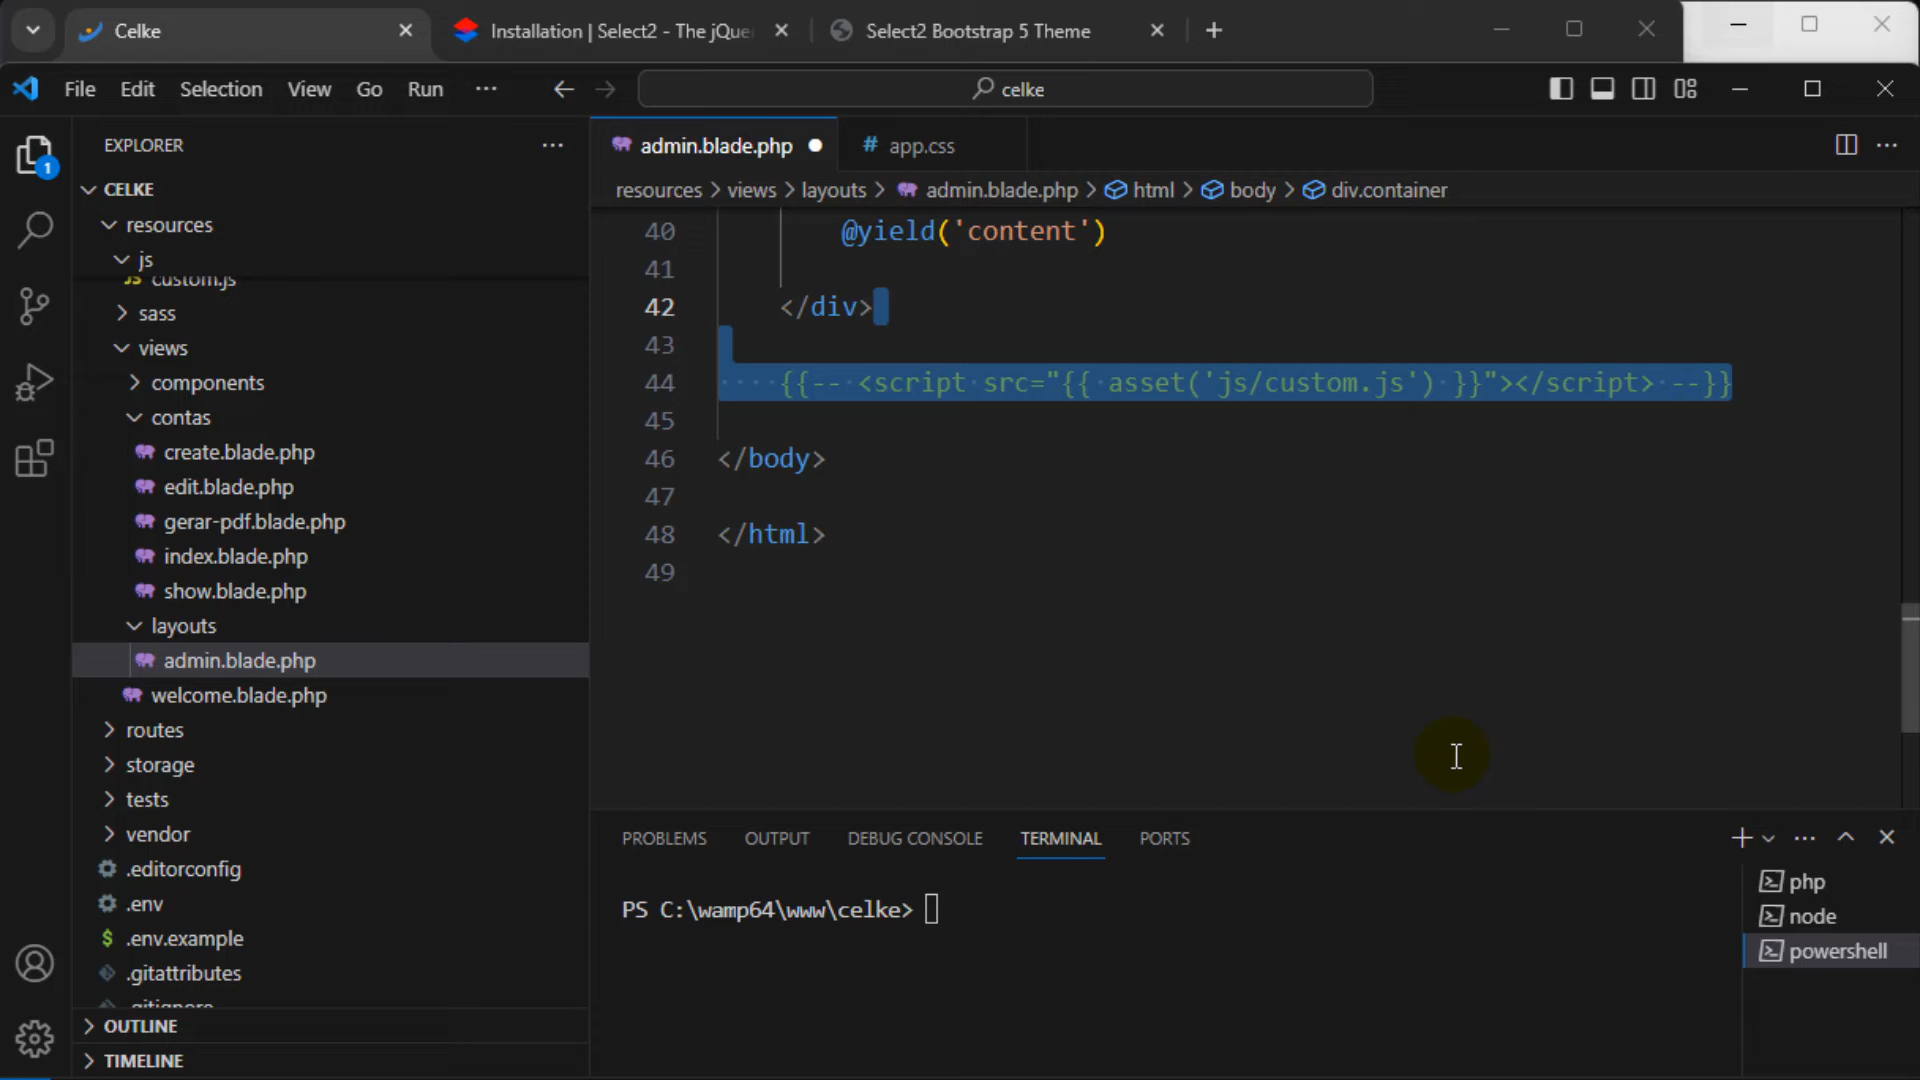 Celke
Installation | Select2 - The jQue
Select2 Bootstrap 5 Theme
File Edit Selection View Go Run ···
celke
EXPLORER
admin.blade.php
# app.css
CELKE
resources > views > layouts > admin.blade.php > html > body > div.container
resources
js
JS custom.js
sass
views
components
contas
create.blade.php
edit.blade.php
gerar-pdf.blade.php
index.blade.php
show.blade.php
layouts
admin.blade.php
welcome.blade.php
routes
storage
tests
vendor
.editorconfig
.env
$ .env.example
.gitattributes
.gitignore
OUTLINE
TIMELINE
1
40 @yield('content')
41
42 </div>
43
44 {{-- <script src="{{ asset('js/custom.js') }}"></script> --}}
45
46 </body>
47
48 </html>
49
PROBLEMS OUTPUT DEBUG CONSOLE TERMINAL PORTS
PS C:\wamp64\www\celke>
php
node
powershell